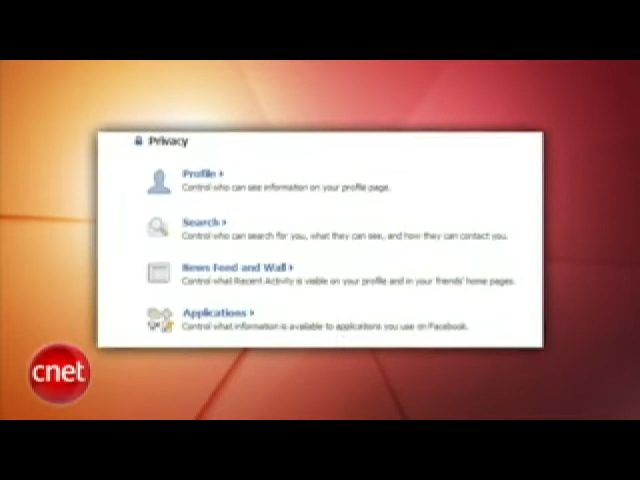 Privacy
Profile
Control who can see information on your profile page.
Search
Control who can search for you, what they can see, and how they can contact you.
News Feed and Wall
Control what Recent Activity is visible on your profile and in your friends' home pages.
Applications
Control what information is available to applications you use on Facebook.
cnet